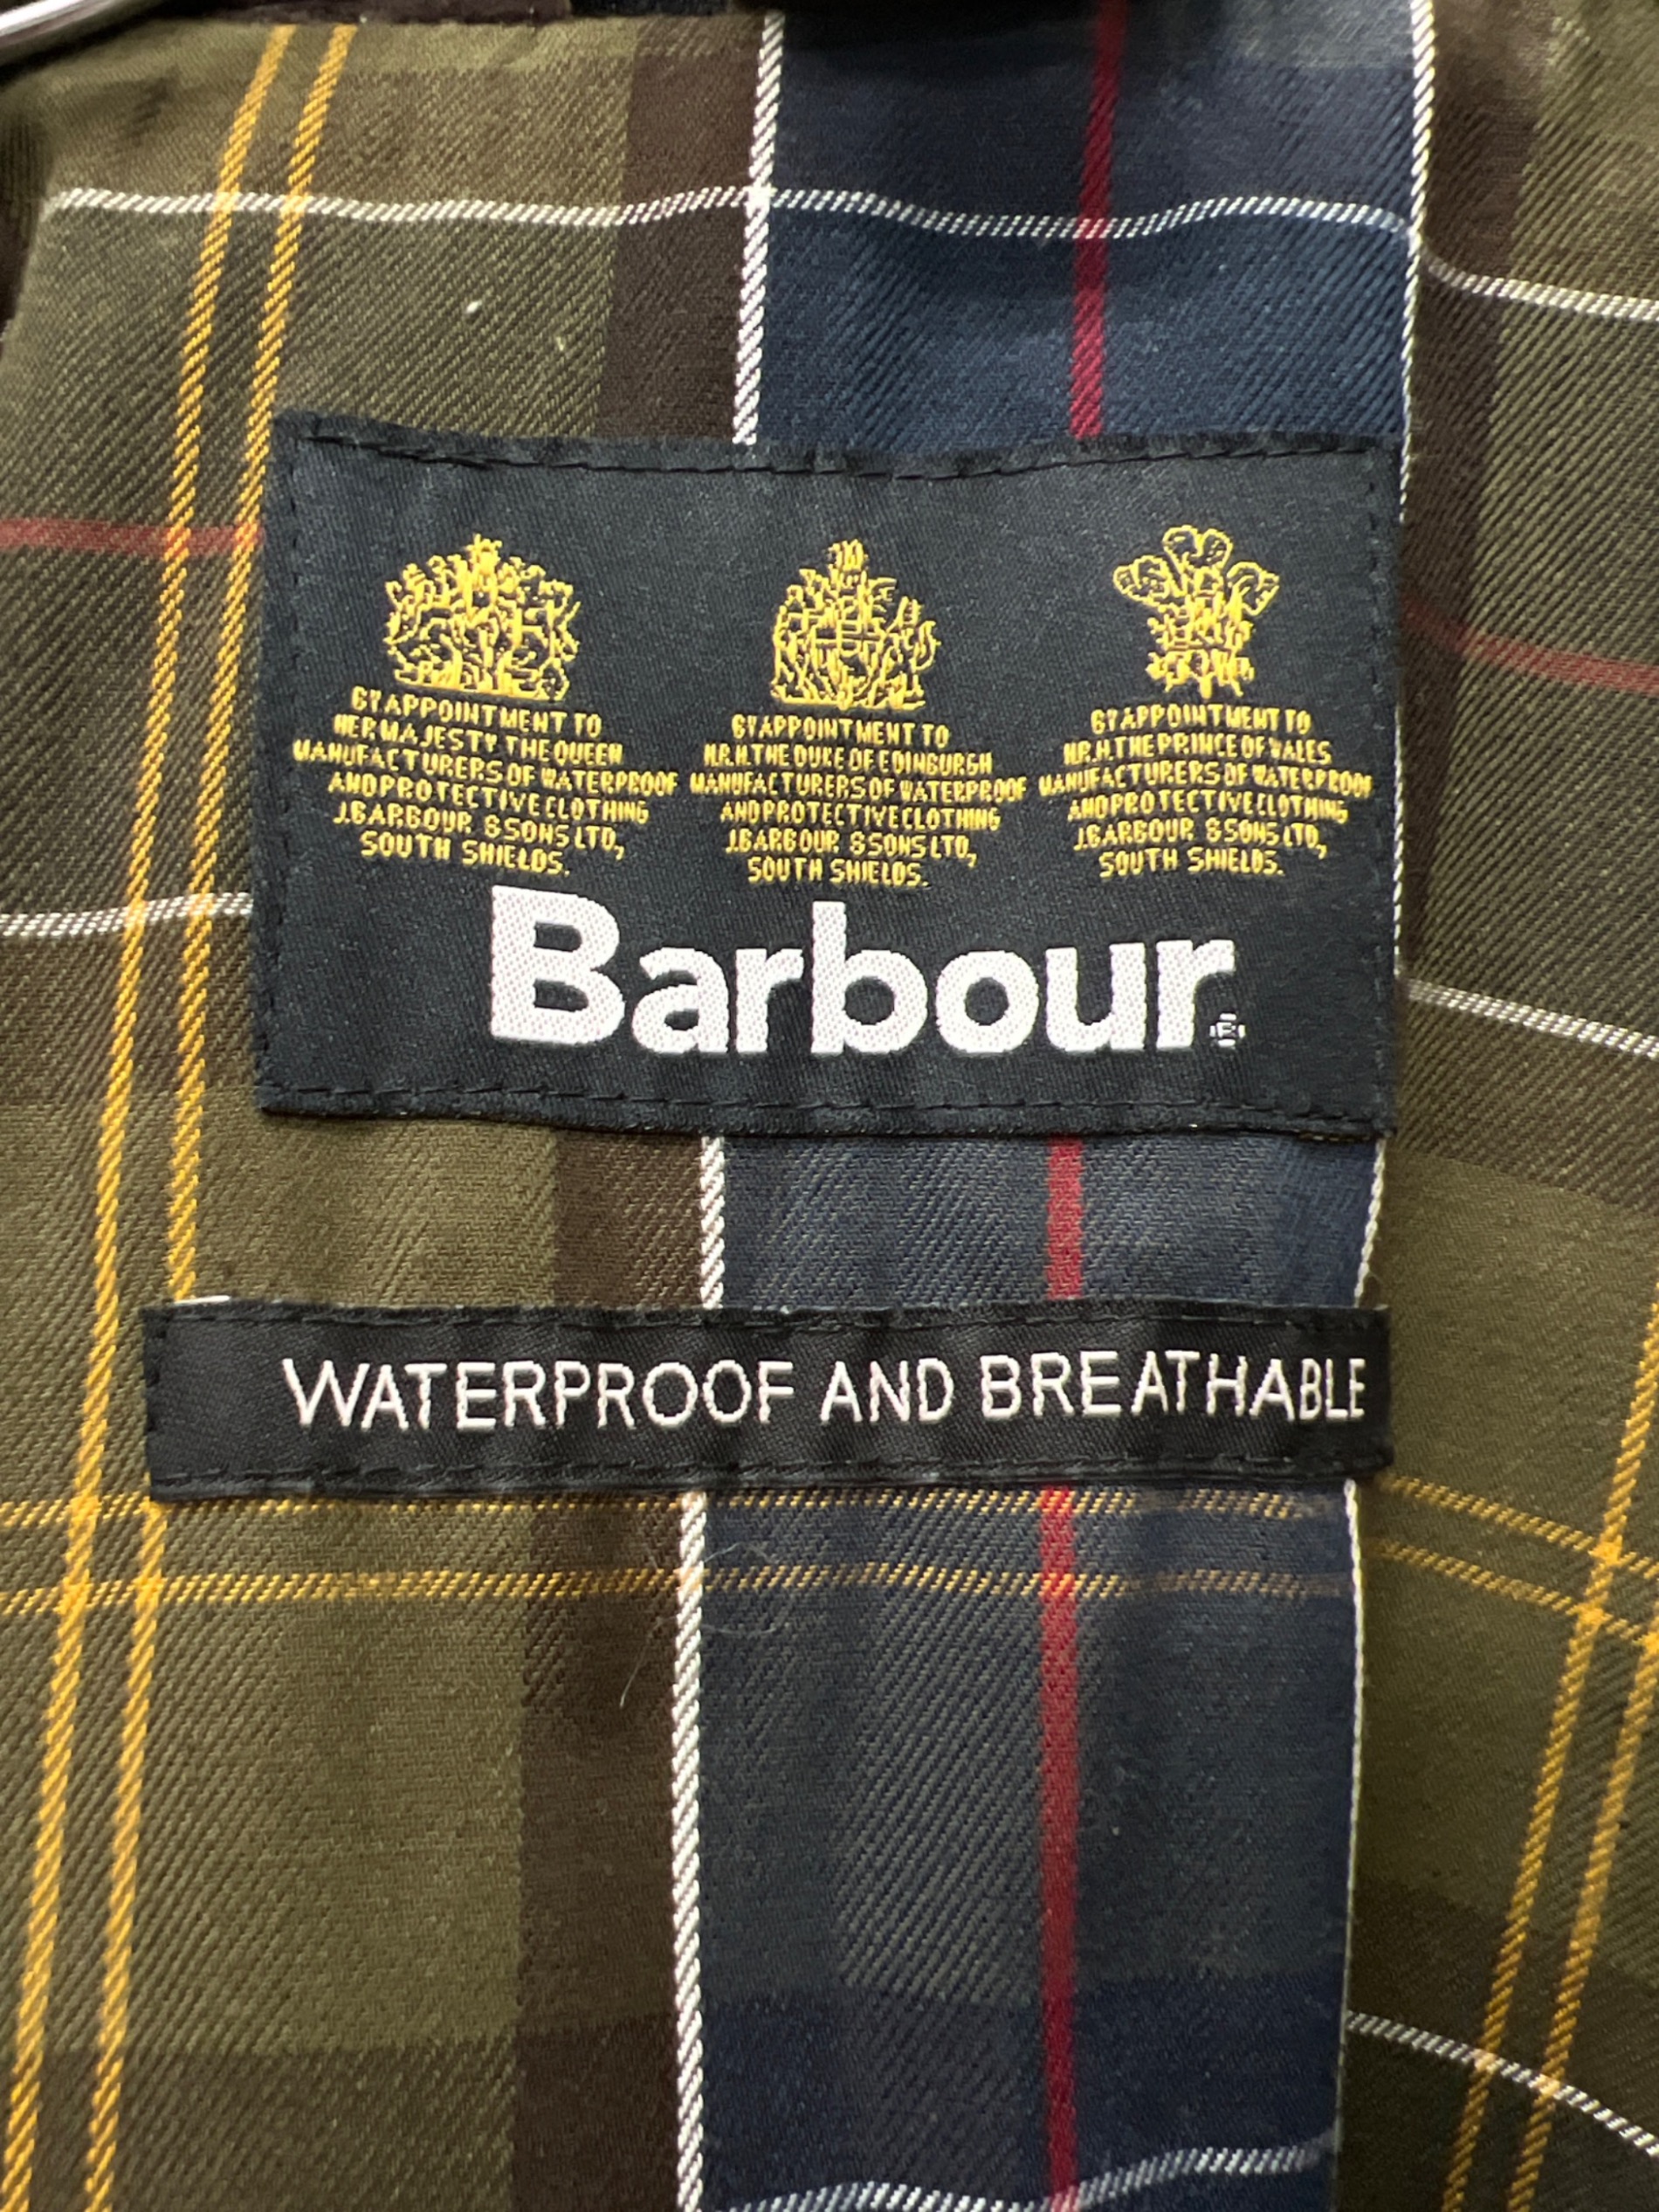 BY APPOINTMENT TO
HER MAJESTY THE QUEEN
MANUFACTURERS OF WATERPROOF
AND PROTECTIVE CLOTHING
J. BARBOUR & SONS LTD,
SOUTH SHIELDS.
BY APPOINTMENT TO
H.R.H. THE DUKE OF EDINBURGH
MANUFACTURERS OF WATERPROOF
AND PROTECTIVE CLOTHING
J. BARBOUR & SONS LTD,
SOUTH SHIELDS.
BY APPOINTMENT TO
H.R.H. THE PRINCE OF WALES
MANUFACTURERS OF WATERPROOF
AND PROTECTIVE CLOTHING
J. BARBOUR & SONS LTD,
SOUTH SHIELDS.
Barbour®
WATERPROOF AND BREATHABLE